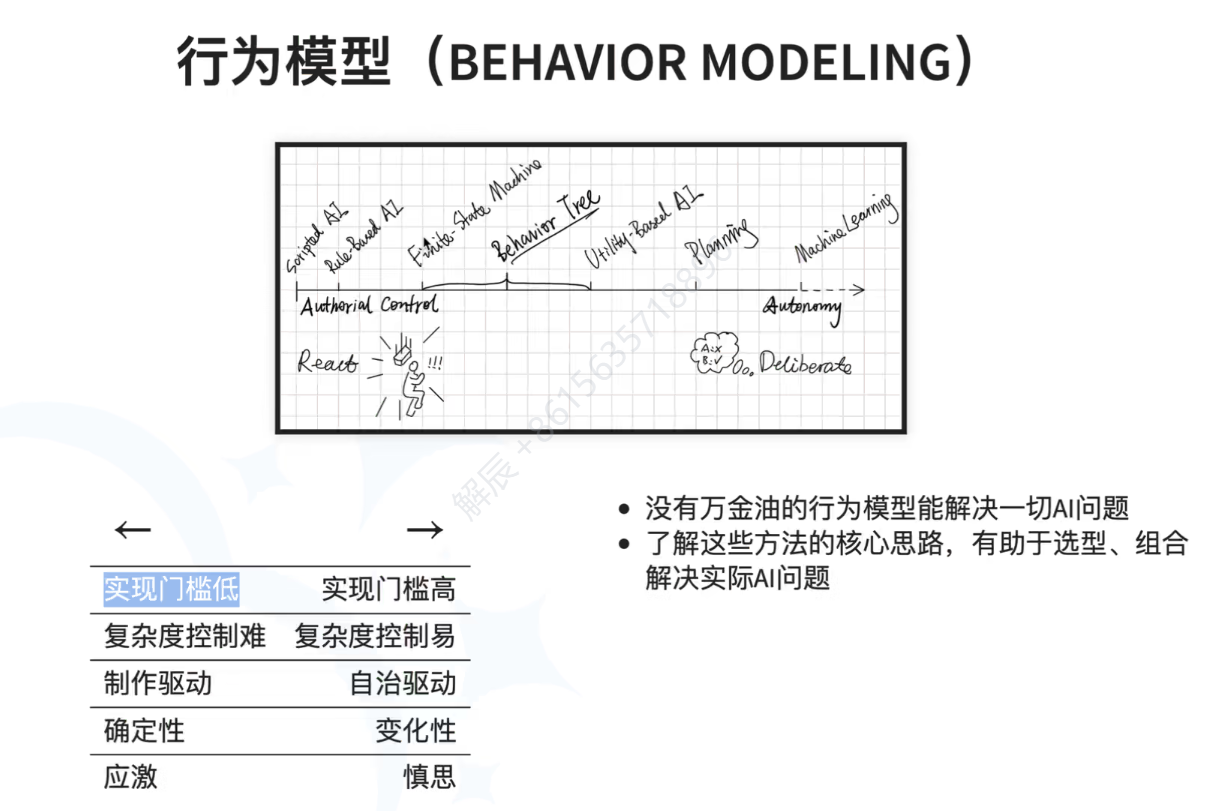 行为模型（BEHAVIOR MODELING）
Scripted AI
Rule-Based AI
Finite-State Machine
Behavior Tree
Utility-Based AI
Planning
Machine Learning
Authorial Control
Autonomy
React
!!!
A:x
B:✓
Deliberate
← →
实现门槛低 实现门槛高
复杂度控制难 复杂度控制易
制作驱动 自治驱动
确定性 变化性
应激 慎思
没有万金油的行为模型能解决一切AI问题
了解这些方法的核心思路，有助于选型、组合
解决实际AI问题